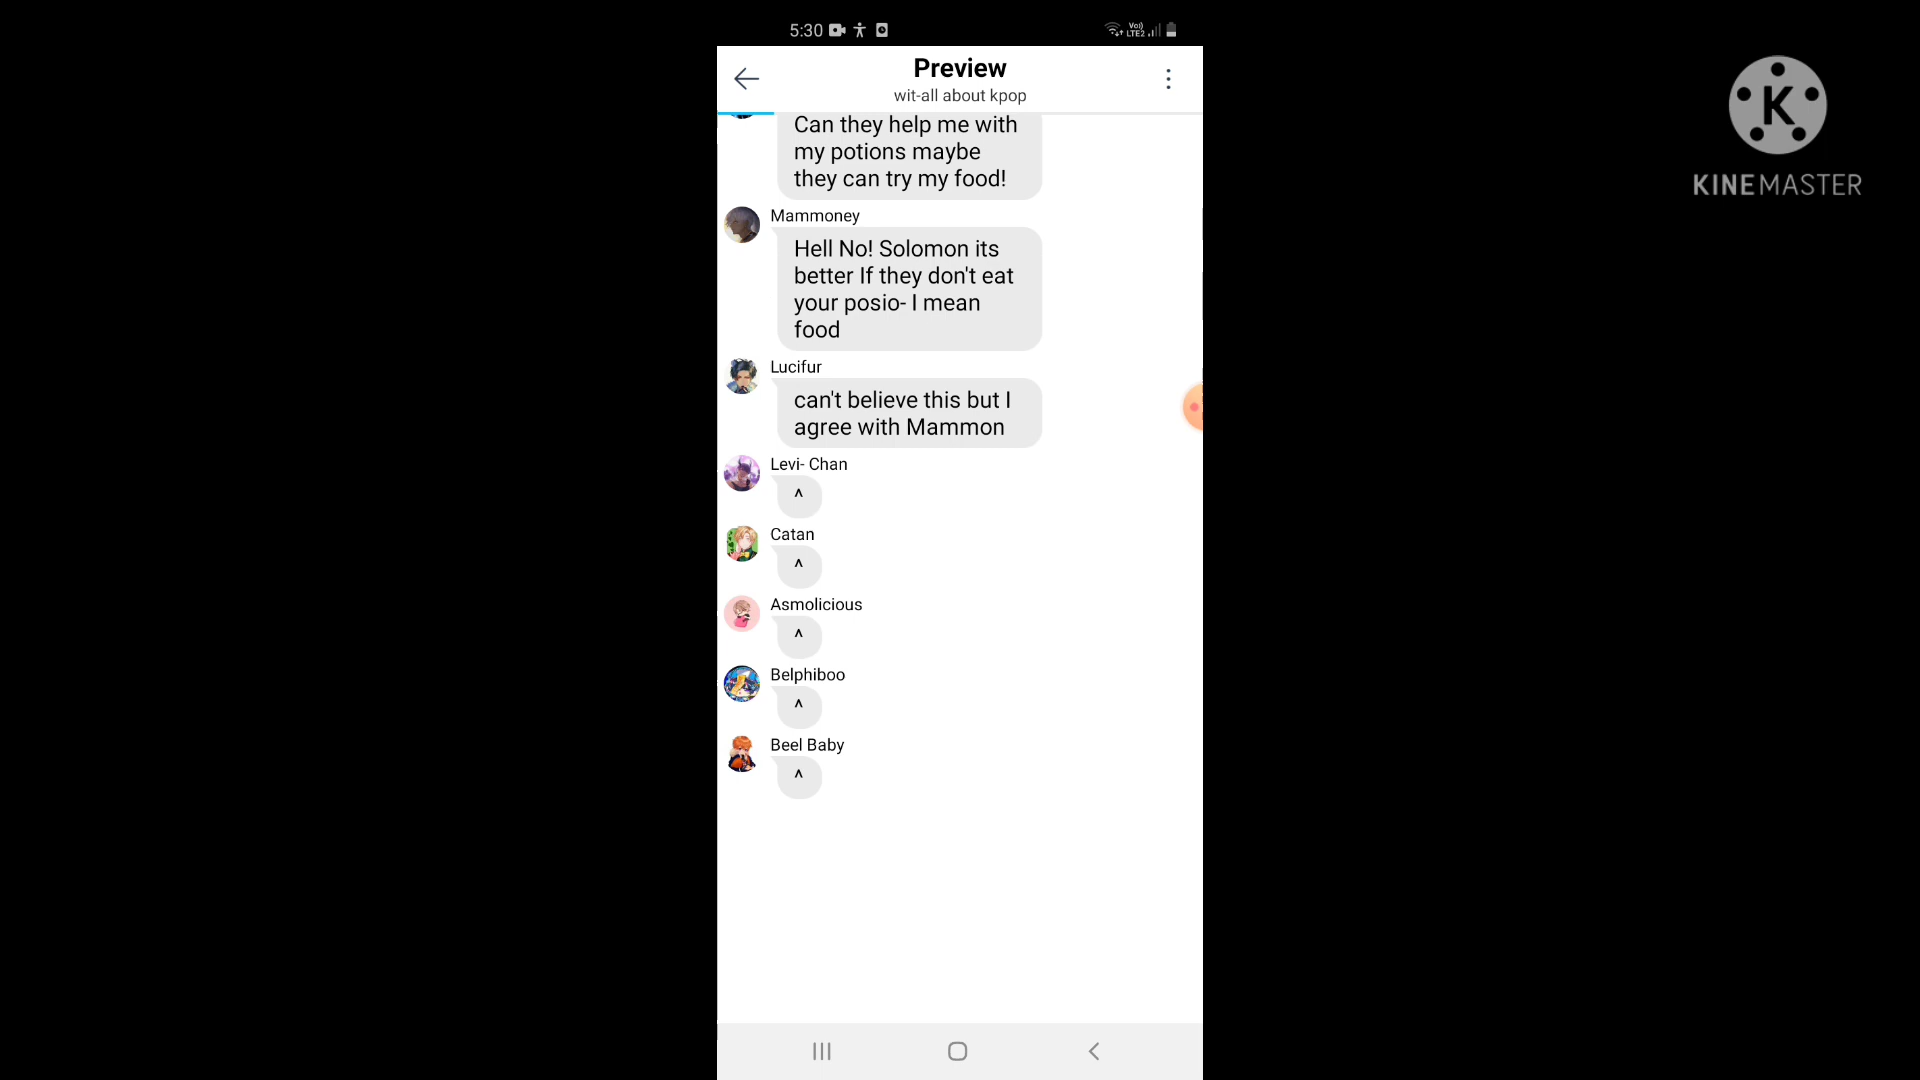 5:30
Vo))
LTE2
Preview
wit-all about kpop
Can they help me with
my potions maybe
they can try my food!
Mammoney
Hell No! Solomon its
better If they don't eat
your posio- I mean
food
Lucifur
can't believe this but I
agree with Mammon
Levi- Chan
^
Catan
^
Asmolicious
^
Belphiboo
^
Beel Baby
^
K
KINEMASTER